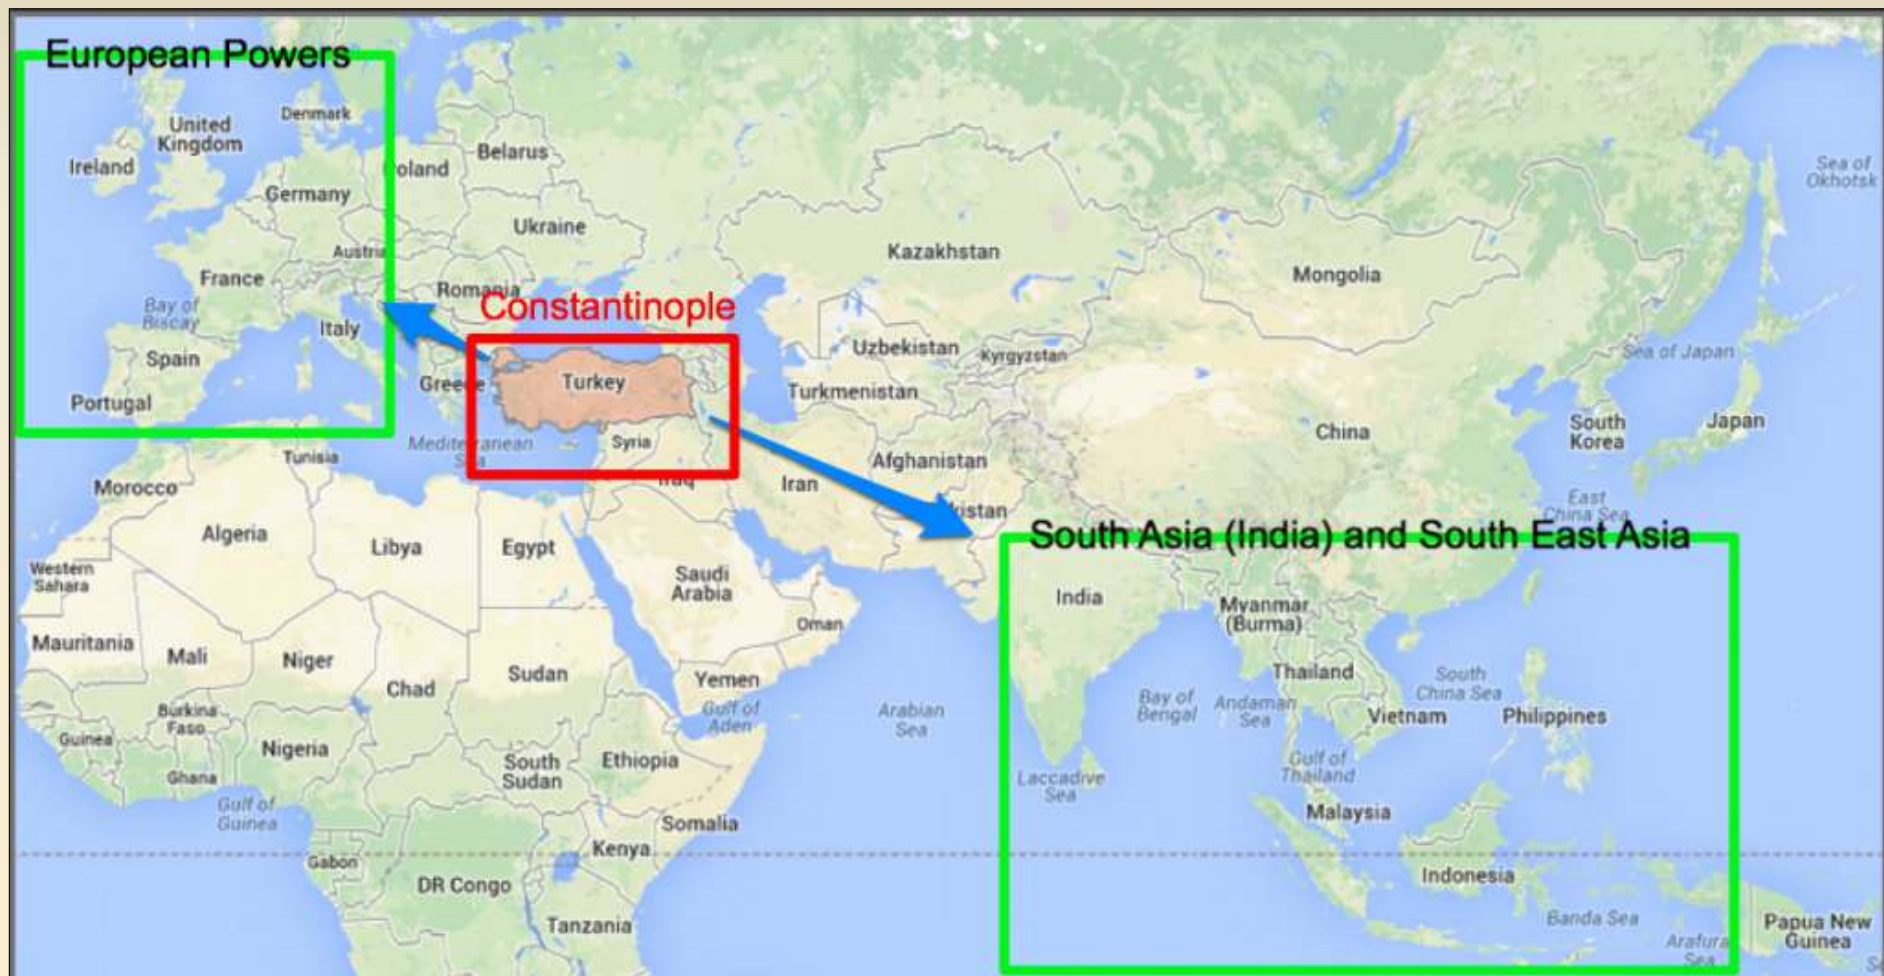 European Powers
Denmark
United
Kingdom
Ireland
Poland
Belarus
Germany
Sea of
Okhotsk
Ukraine
Austria
Kazakhstan
France
Mongolia
Romania
Bay of
Biscay
Constantinople
Italy
Uzbekistan
Kyrgyzstan
Sea of Japan
Spain
Turkey
Greece
Turkmenistan
Portugal
South
Korea
Japan
China
Mediterranean
Sea
Syria
Tunisia
Afghanistan
Iraq
Iran
Morocco
kistan
East
China Sea
South Asia (India) and South East Asia
Algeria
Libya
Egypt
Western
Sahara
Saudi
Arabia
India
Myanmar
(Burma)
Oman
Mauritania
Mali
Niger
Sudan
Chad
Yemen
Thailand
South
China Sea
Burkina
Faso
Gulf of
Aden
Arabian
Sea
Bay of
Bengal
Andaman
Sea
Vietnam
Philippines
Guinea
Nigeria
Ghana
South
Sudan
Ethiopia
Laccadive
Sea
Gulf of
Thailand
Gulf of
Guinea
Somalia
Malaysia
Kenya
Gabon
DR Congo
Indonesia
Tanzania
Banda Sea
Papua New
Guinea
Arafura
Sea